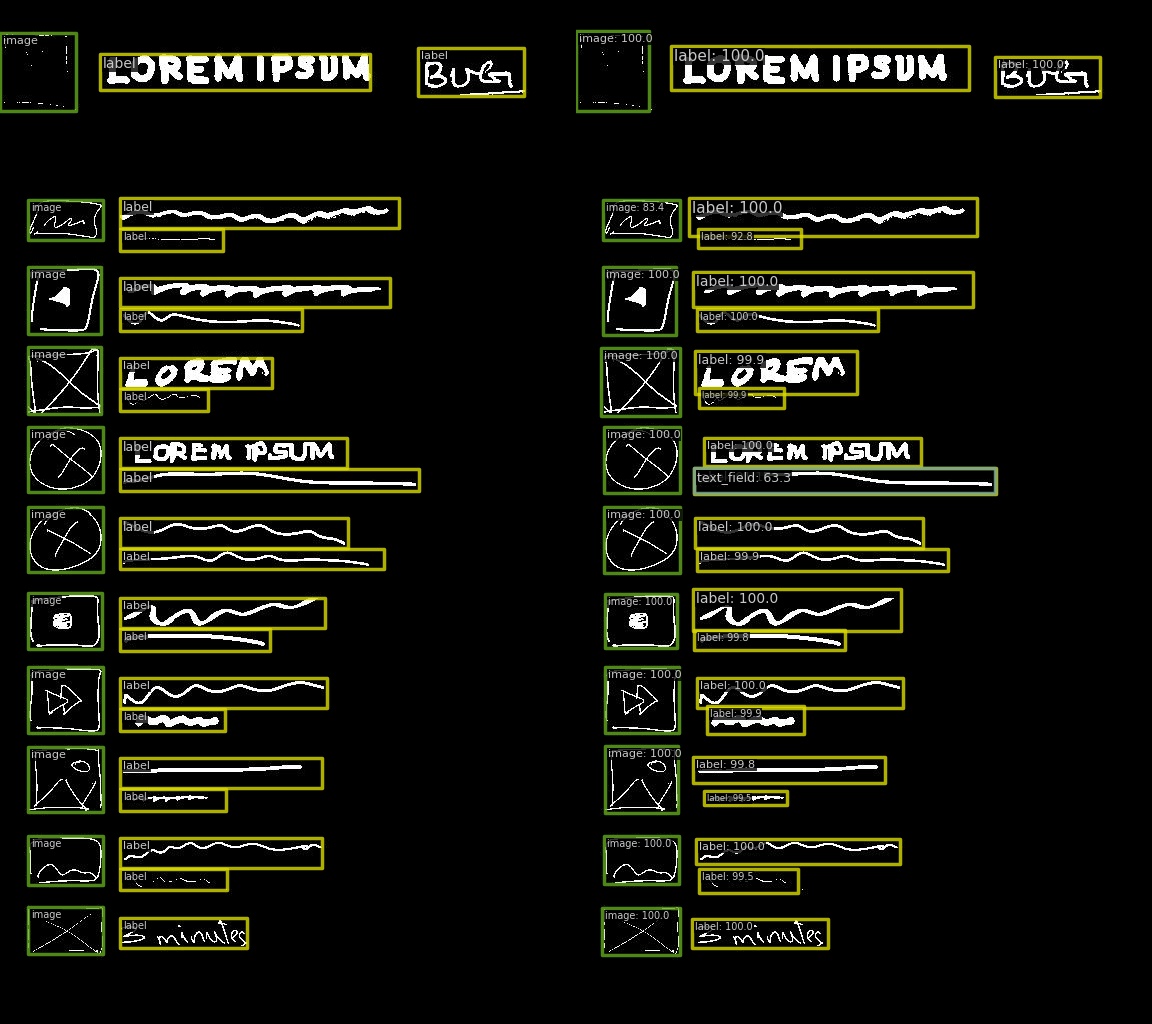 image
label
LOREM IPSUM
label
BUG
image
label
label
image
label
label
image
label
LOREM
label
image
label
LOREM IPSUM
label
image
label
label
image
label
label
image
label
label
image
label
label
image
label
label
image
label
5 minutes
image: 100.0
label: 100.0
LOREM IPSUM
label: 100.0
BUG
image: 83.4
label: 100.0
label: 92.8
image: 100.0
label: 100.0
label: 100.0
image: 100.0
label: 99.9
LOREM
label: 99.9
image: 100.0
label: 100.0
LOREM IPSUM
text_field: 63.3
image: 100.0
label: 100.0
label: 99.9
image: 100.0
label: 100.0
label: 99.8
image: 100.0
label: 100.0
label: 99.9
image: 100.0
label: 99.8
label: 99.5
image: 100.0
label: 100.0
label: 99.5
image: 100.0
label: 100.0
5 minutes